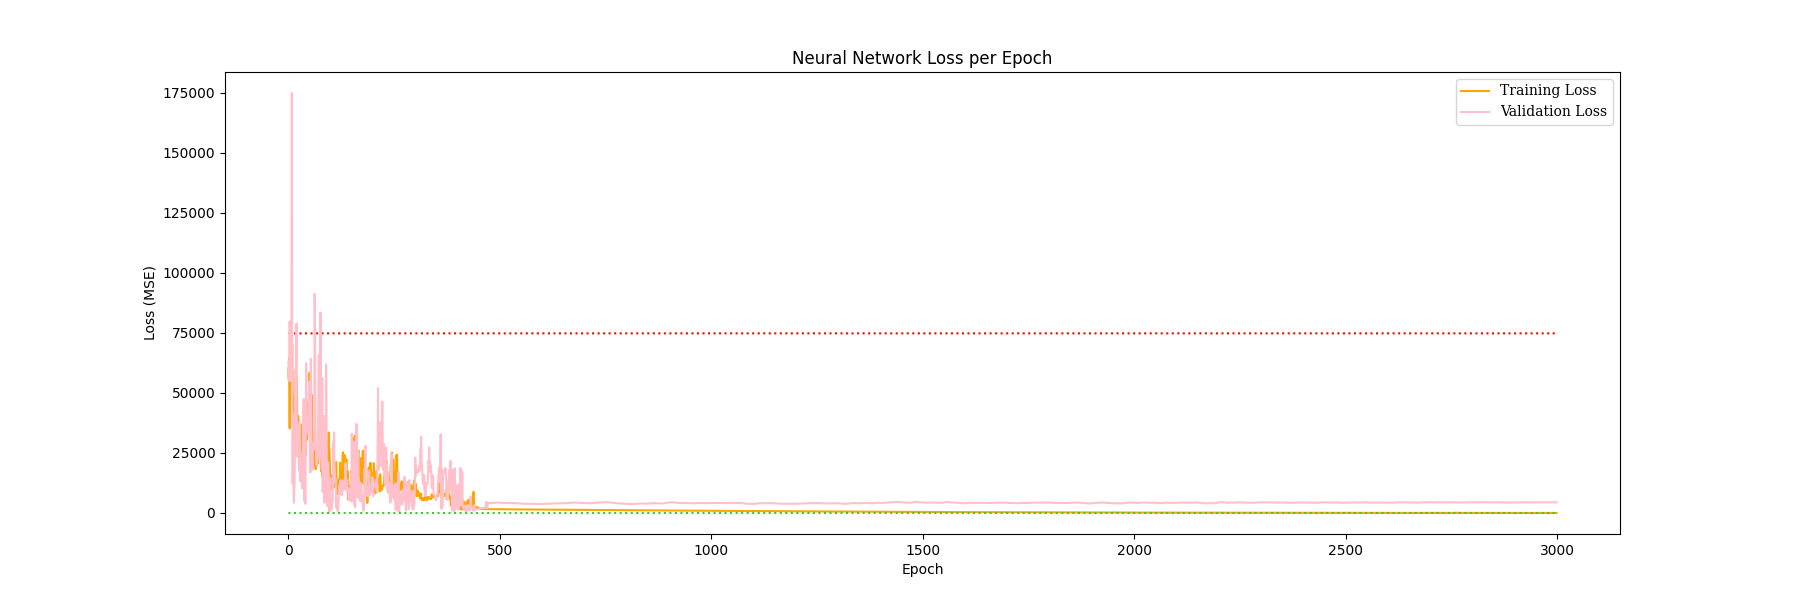 Neural Network Loss per Epoch
Training Loss
Validation Loss
Loss (MSE)
175000
150000
125000
100000
75000
50000
25000
0
0 500 1000 1500 2000 2500 3000
Epoch